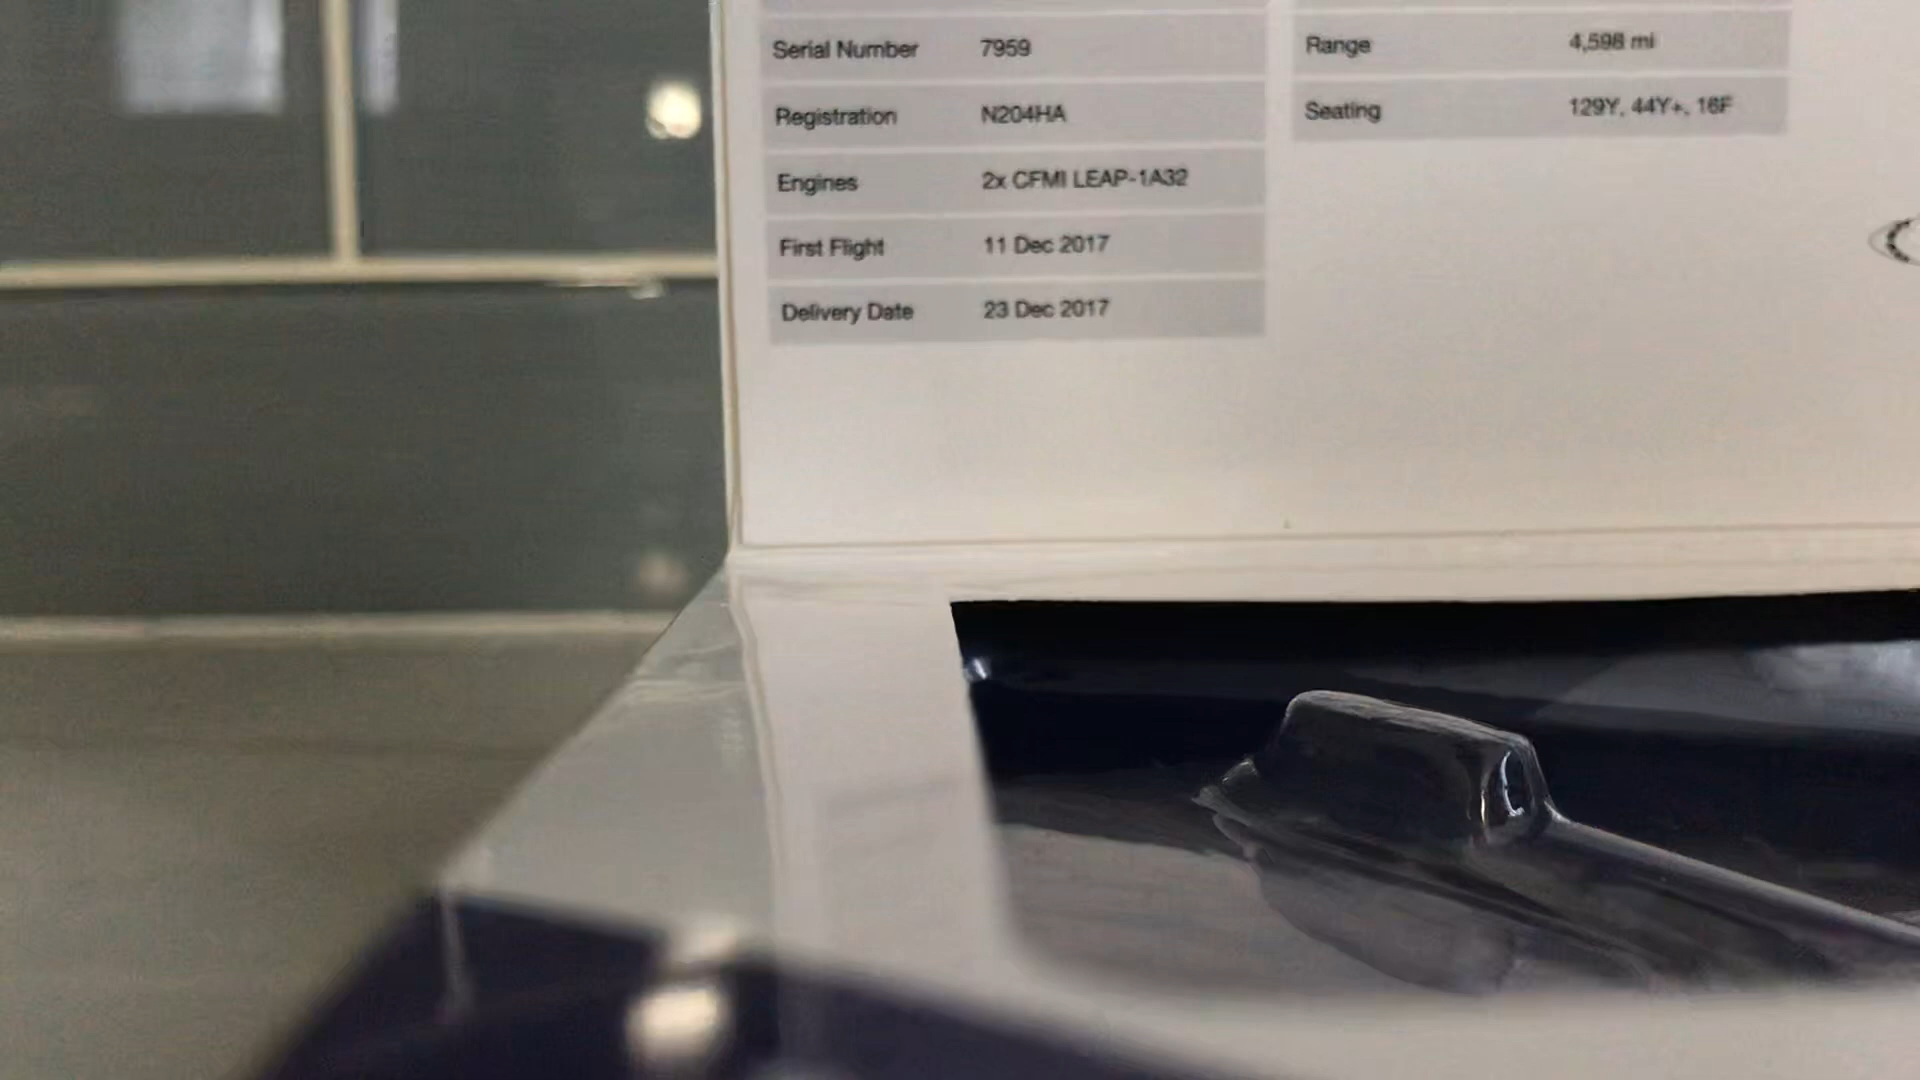 Serial Number 7959
Registration N204HA
Engines 2x CFMI LEAP-1A32
First Flight 11 Dec 2017
Delivery Date 23 Dec 2017
Range 4,598 mi
Seating 129Y, 44Y+, 16F